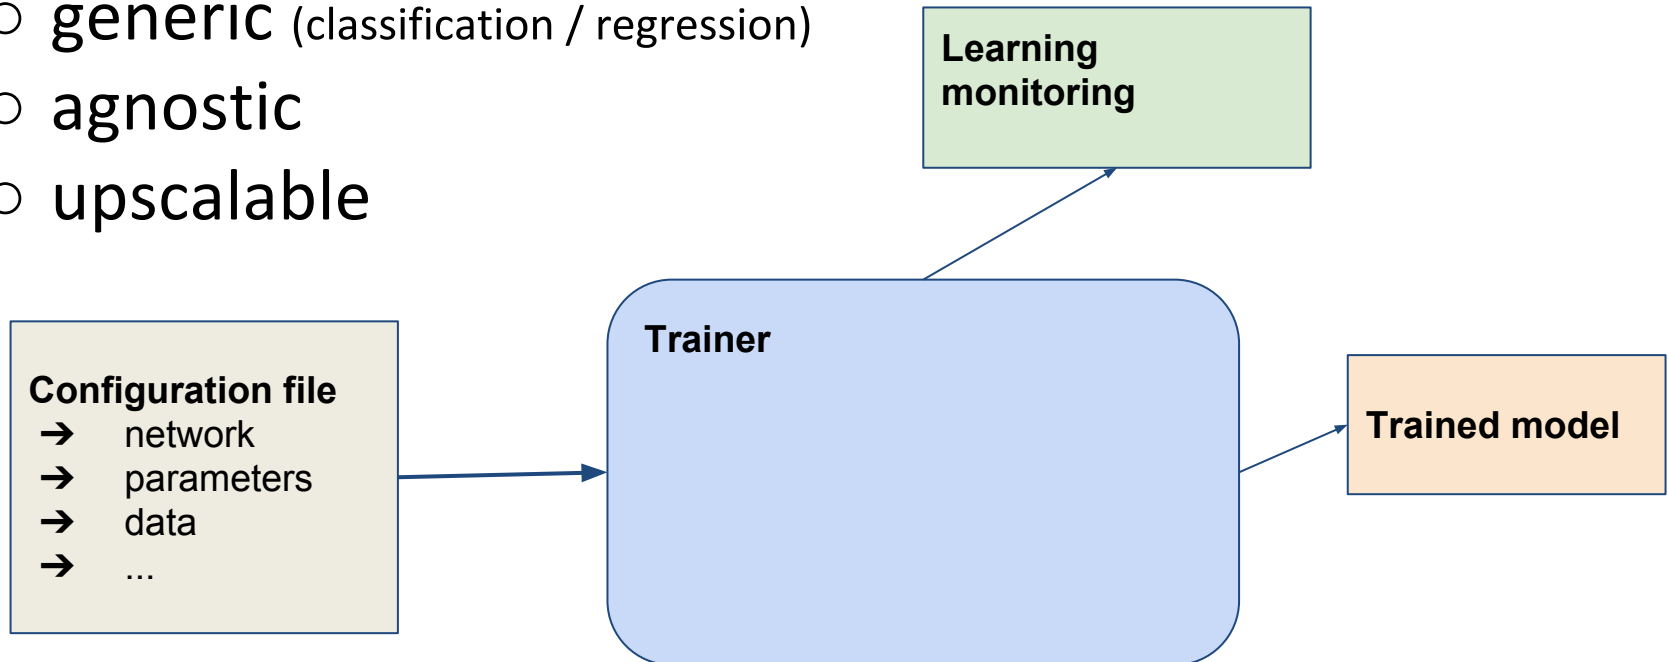 ○ generic (classification / regression)
○ agnostic
○ upscalable
Learning
monitoring
Configuration file
➔ network
➔ parameters
➔ data
➔ ...
Trainer
Trained model